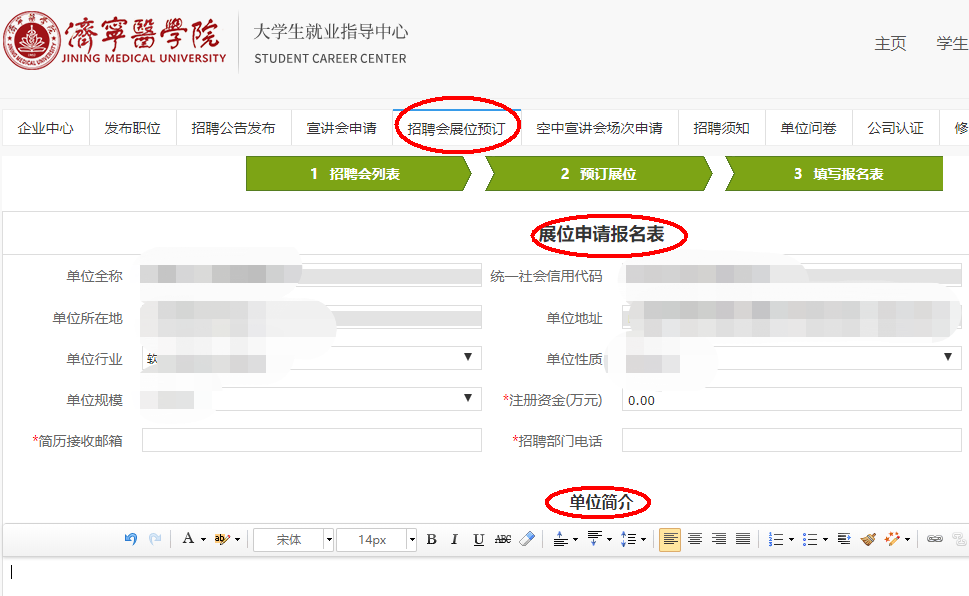 濟寧醫學院
JINING MEDICAL UNIVERSITY
大学生就业指导中心
STUDENT CAREER CENTER
主页 学生
企业中心 发布职位 招聘公告发布 宣讲会申请 招聘会展位预订 空中宣讲会场次申请 招聘须知 单位问卷 公司认证 修
1 招聘会列表 2 预订展位 3 填写报名表
展位申请报名表
单位全称 统一社会信用代码
单位所在地 单位地址
单位行业 软 单位性质
单位规模 *注册资金(万元) 0.00
*简历接收邮箱 *招聘部门电话
单位简介
A ab 宋体 14px B I U ABC